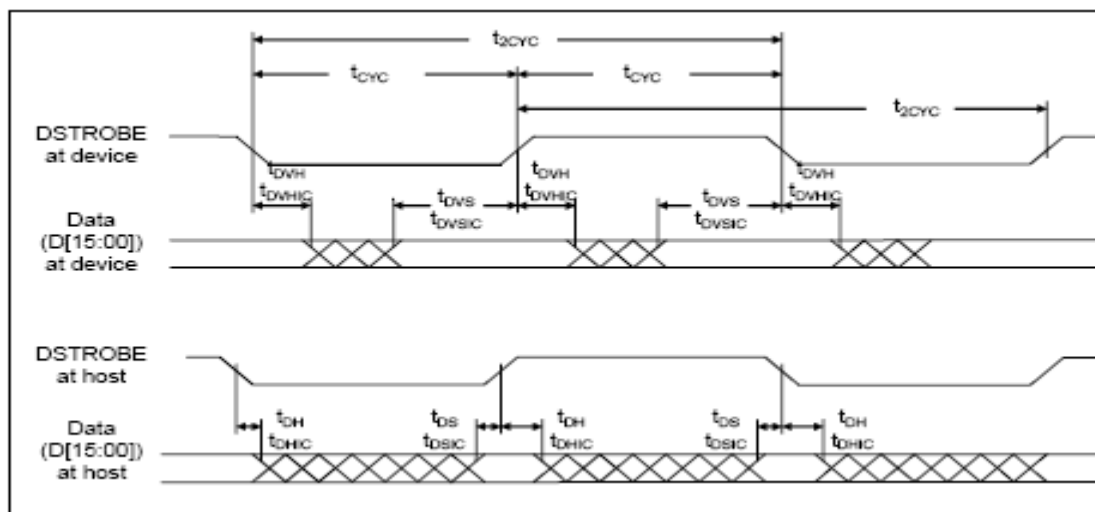 t2CYC
tCYC tCYC
t2CYC
DSTROBE
at device
tDVH tDVH tDVH
tDVHIC tDVS tDVHIC tDVS tDVHIC
tDVSIC tDVSIC
Data
(D[15:00])
at device
DSTROBE
at host
tDH tDS tDH tDS tDH
tDHIC tDSIC tDHIC tDSIC tDHIC
Data
(D[15:00])
at host